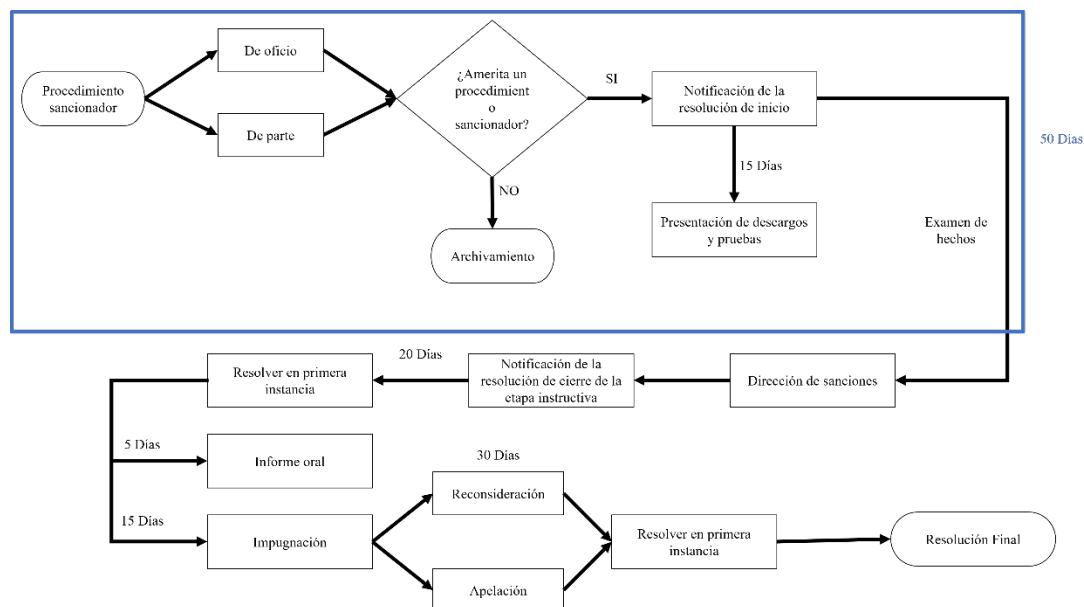 Procedimiento
sancionador
De oficio
De parte
¿Amerita un
procedimient
o
sancionador?
SI
NO
Archivamiento
Notificación de la
resolución de inicio
15 Días
Presentación de descargos
y pruebas
Examen de
hechos
50 Días
Dirección de sanciones
Notificación de la
resolución de cierre de la
etapa instructiva
20 Días
Resolver en primera
instancia
5 Días
Informe oral
15 Días
Impugnación
30 Días
Reconsideración
Apelación
Resolver en primera
instancia
Resolución Final